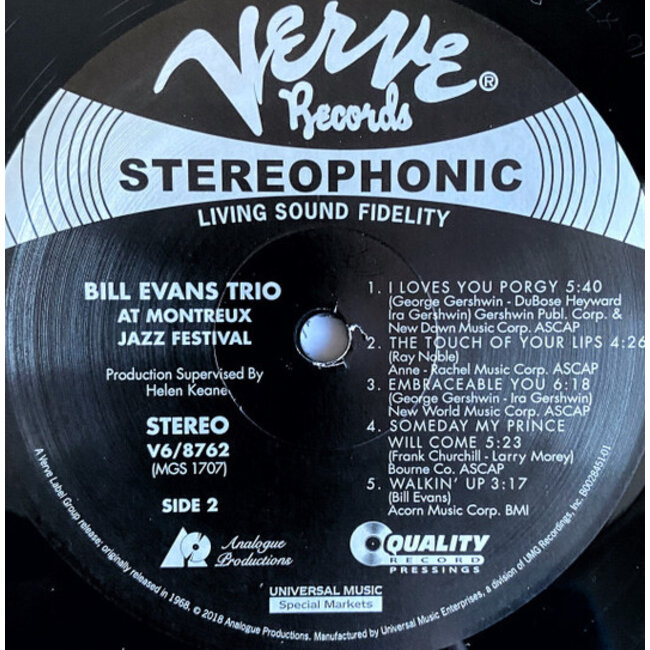 Verve®
Records
STEREOPHONIC
LIVING SOUND FIDELITY
BILL EVANS TRIO
AT MONTREUX
JAZZ FESTIVAL
Production Supervised By
Helen Keane
STEREO
V6/8762
(MGS 1707)
SIDE 2
1. I LOVES YOU PORGY 5:40
(George Gershwin - DuBose Heyward
Ira Gershwin) Gershwin Publ. Corp. &
New Dawn Music Corp. ASCAP
2. THE TOUCH OF YOUR LIPS 4:26
(Ray Noble)
Anne - Rachel Music Corp. ASCAP
3. EMBRACEABLE YOU 6:18
(George Gershwin - Ira Gershwin)
New World Music Corp. ASCAP
4. SOMEDAY MY PRINCE
WILL COME 5:23
(Frank Churchill - Larry Morey)
Bourne Co. ASCAP
5. WALKIN' UP 3:17
(Bill Evans)
Acorn Music Corp. BMI
AP
Analogue
Productions
QUALITY
RECORD
PRESSINGS
UNIVERSAL MUSIC
Special Markets
A Verve Label Group release; originally released in 1968. © 2018 Analogue Productions. Manufactured by Universal Music Enterprises, a division of UMG Recordings, Inc. B0028451-01